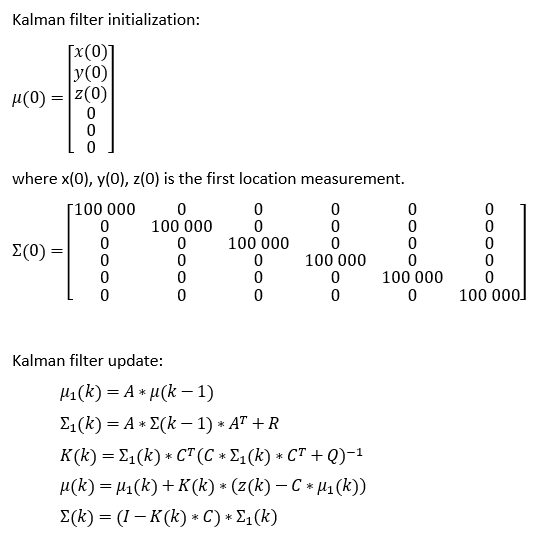 Kalman filter initialization:
μ(0) = [x(0)
y(0)
z(0)
0
0
0]
where x(0), y(0), z(0) is the first location measurement.
Σ(0) = [100 000 0 0 0 0 0
0 100 000 0 0 0 0
0 0 100 000 0 0 0
0 0 0 100 000 0 0
0 0 0 0 100 000 0
0 0 0 0 0 100 000]
Kalman filter update:
μ₁(k) = A ∗ μ(k − 1)
Σ₁(k) = A ∗ Σ(k − 1) ∗ Aᵀ + R
K(k) = Σ₁(k) ∗ Cᵀ(C ∗ Σ₁(k) ∗ Cᵀ + Q)⁻¹
μ(k) = μ₁(k) + K(k) ∗ (z(k) − C ∗ μ₁(k))
Σ(k) = (I − K(k) ∗ C) ∗ Σ₁(k)